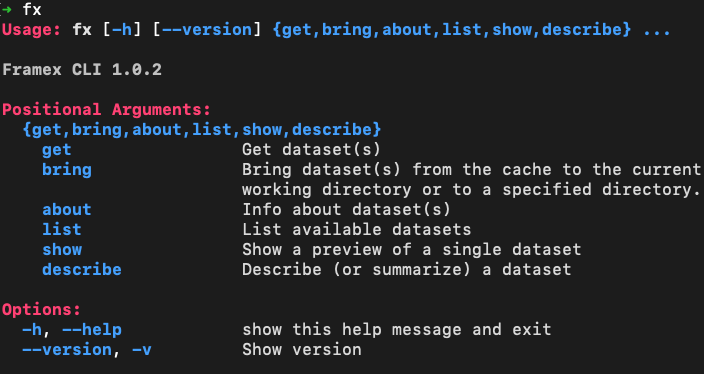 → fx
Usage: fx [-h] [--version] {get,bring,about,list,show,describe} ...
Framex CLI 1.0.2
Positional Arguments:
{get,bring,about,list,show,describe}
get Get dataset(s)
bring Bring dataset(s) from the cache to the current
working directory or to a specified directory.
about Info about dataset(s)
list List available datasets
show Show a preview of a single dataset
describe Describe (or summarize) a dataset
Options:
-h, --help show this help message and exit
--version, -v Show version